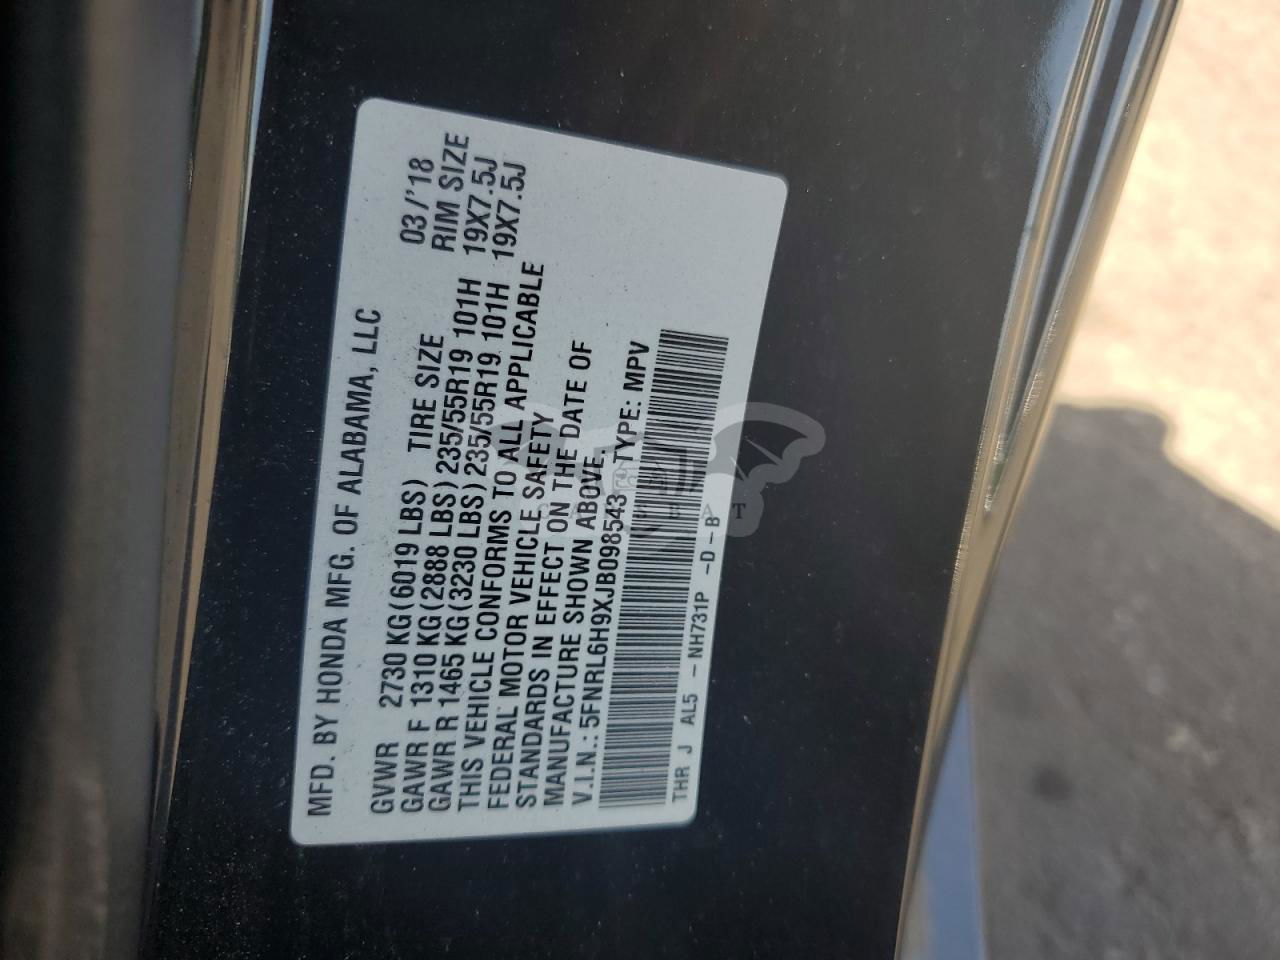 MFD. BY HONDA MFG. OF ALABAMA, LLC
03/'18
GVWR 2730 KG(6019 LBS) TIRE SIZE RIM SIZE
GAWR F 1310 KG(2888 LBS) 235/55R19 101H 19X7.5J
GAWR R 1465 KG(3230 LBS) 235/55R19 101H 19X7.5J
THIS VEHICLE CONFORMS TO ALL APPLICABLE
FEDERAL MOTOR VEHICLE SAFETY
STANDARDS IN EFFECT ON THE DATE OF
MANUFACTURE SHOWN ABOVE.
V.I.N.: 5FNRL6H9XJB098543 TYPE: MPV
THR J AL5 - NH731P -D-B